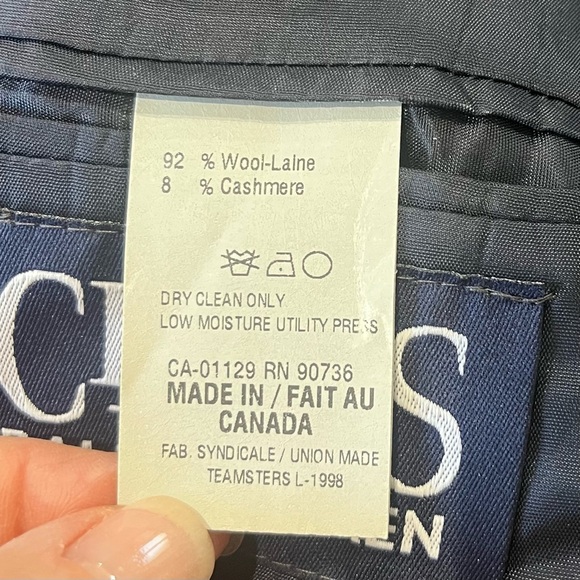 92 % Wool-Laine
8 % Cashmere
DRY CLEAN ONLY
LOW MOISTURE UTILITY PRESS
CA-01129 RN 90736
MADE IN / FAIT AU
CANADA
FAB. SYNDICALE / UNION MADE
TEAMSTERS L-1998